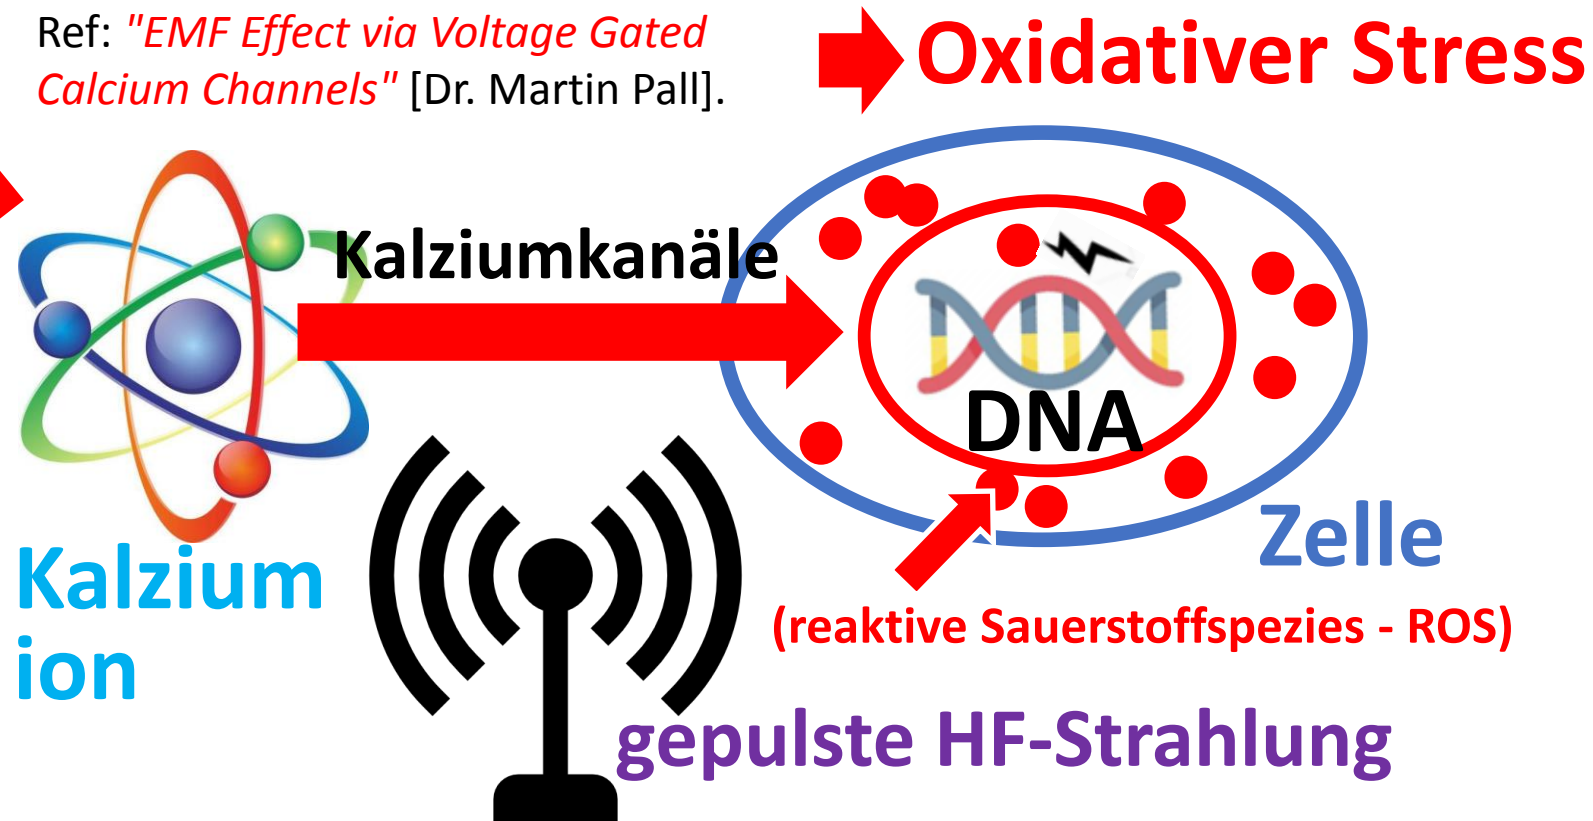 Ref: "EMF Effect via Voltage Gated
Calcium Channels" [Dr. Martin Pall].
Oxidativer Stress
Kalziumkanäle
DNA
Zelle
Kalzium
ion
(reaktive Sauerstoffspezies - ROS)
gepulste HF-Strahlung